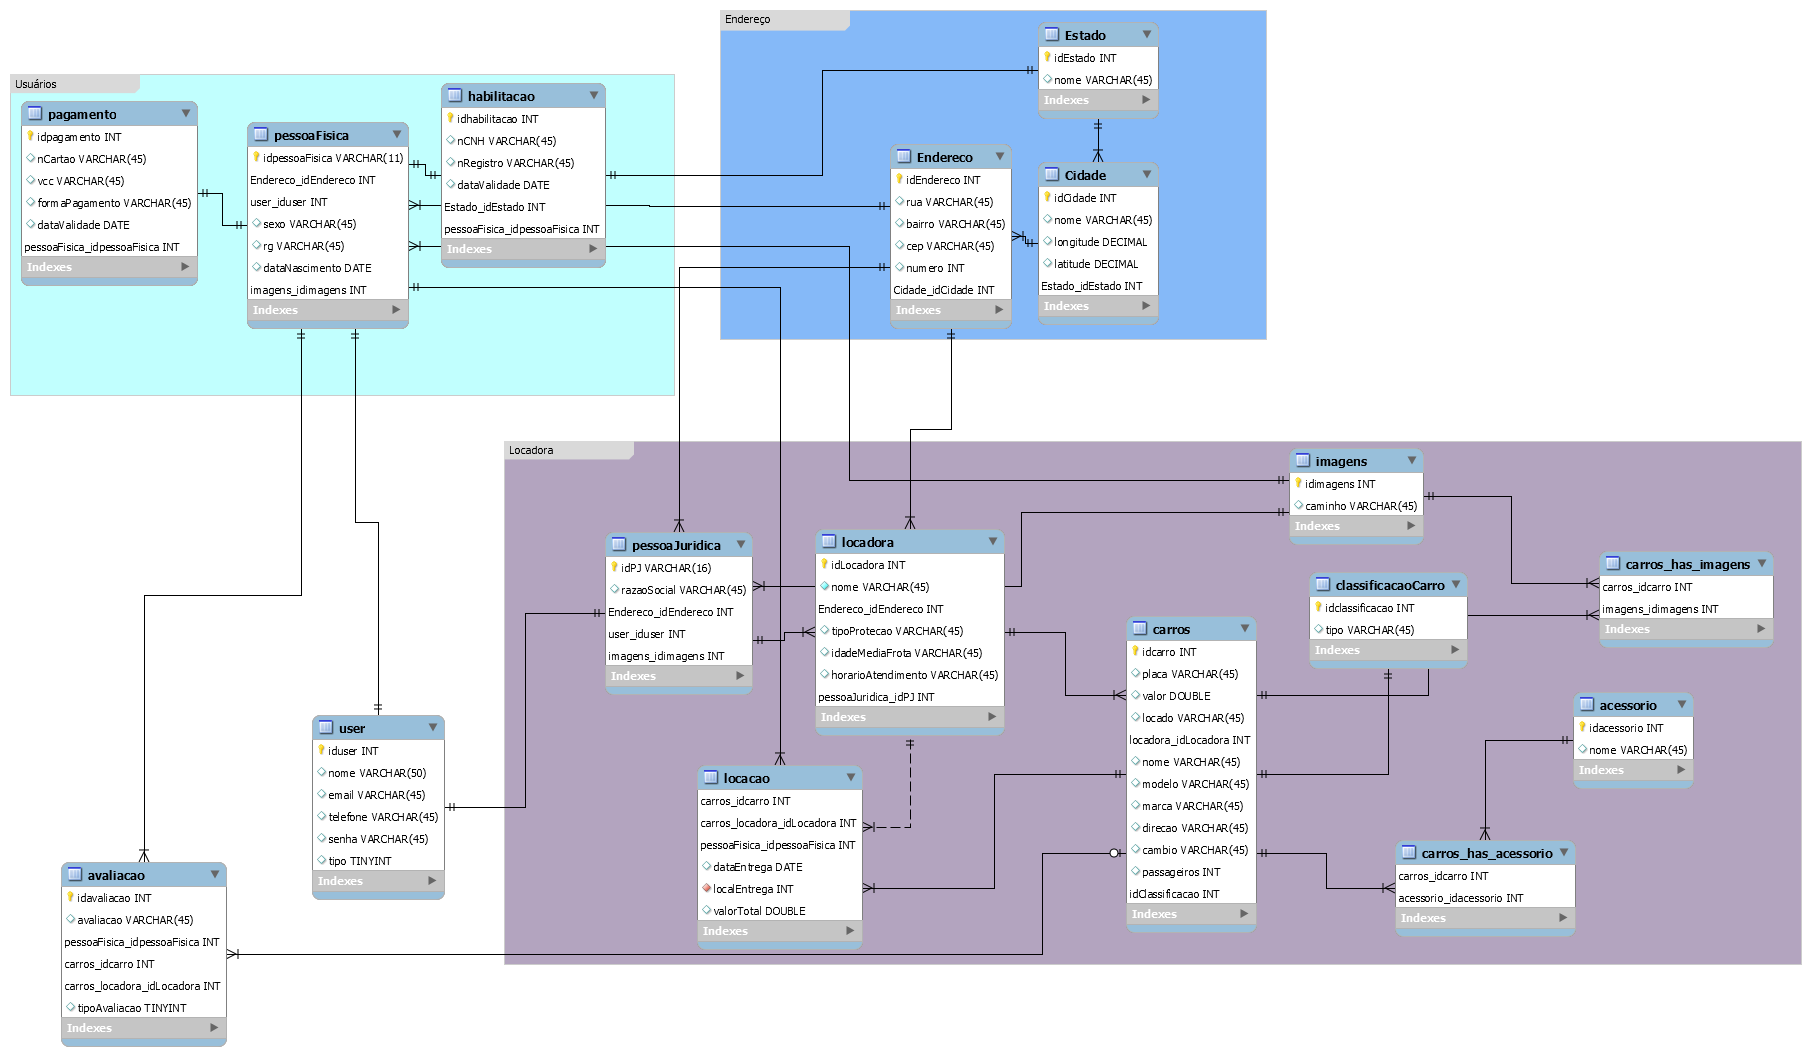 Usuários
pagamento
idpagamento INT
nCartao VARCHAR(45)
vcc VARCHAR(45)
formaPagamento VARCHAR(45)
dataValidade DATE
pessoaFisica_idpessoaFisica INT
Indexes
pessoaFisica
idpessoaFisica VARCHAR(11)
Endereco_idEndereco INT
user_iduser INT
sexo VARCHAR(45)
rg VARCHAR(45)
dataNascimento DATE
imagens_idimagens INT
Indexes
habilitacao
idhabilitacao INT
nCNH VARCHAR(45)
nRegistro VARCHAR(45)
dataValidade DATE
Estado_idEstado INT
pessoaFisica_idpessoaFisica INT
Indexes
Endereço
Estado
idEstado INT
nome VARCHAR(45)
Indexes
Endereco
idEndereco INT
rua VARCHAR(45)
bairro VARCHAR(45)
cep VARCHAR(45)
numero INT
Cidade_idCidade INT
Indexes
Cidade
idCidade INT
nome VARCHAR(45)
longitude DECIMAL
latitude DECIMAL
Estado_idEstado INT
Indexes
Locadora
imagens
idimagens INT
caminho VARCHAR(45)
Indexes
pessoaJuridica
idPJ VARCHAR(16)
razaoSocial VARCHAR(45)
Endereco_idEndereco INT
user_iduser INT
imagens_idimagens INT
Indexes
locadora
idLocadora INT
nome VARCHAR(45)
Endereco_idEndereco INT
tipoProtecao VARCHAR(45)
idadeMediaFrota VARCHAR(45)
horarioAtendimento VARCHAR(45)
pessoaJuridica_idPJ INT
Indexes
classificacaoCarro
idclassificacao INT
tipo VARCHAR(45)
Indexes
carros_has_imagens
carros_idcarro INT
imagens_idimagens INT
Indexes
carros
idcarro INT
placa VARCHAR(45)
valor DOUBLE
locado VARCHAR(45)
locadora_idLocadora INT
nome VARCHAR(45)
modelo VARCHAR(45)
marca VARCHAR(45)
direcao VARCHAR(45)
cambio VARCHAR(45)
passageiros INT
idClassificacao INT
Indexes
acessorio
idacessorio INT
nome VARCHAR(45)
Indexes
carros_has_acessorio
carros_idcarro INT
acessorio_idacessorio INT
Indexes
locacao
carros_idcarro INT
carros_locadora_idLocadora INT
pessoaFisica_idpessoaFisica INT
dataEntrega DATE
localEntrega INT
valorTotal DOUBLE
Indexes
user
iduser INT
nome VARCHAR(50)
email VARCHAR(45)
telefone VARCHAR(45)
senha VARCHAR(45)
tipo TINYINT
Indexes
avaliacao
idavaliacao INT
avaliacao VARCHAR(45)
pessoaFisica_idpessoaFisica INT
carros_idcarro INT
carros_locadora_idLocadora INT
tipoAvaliacao TINYINT
Indexes